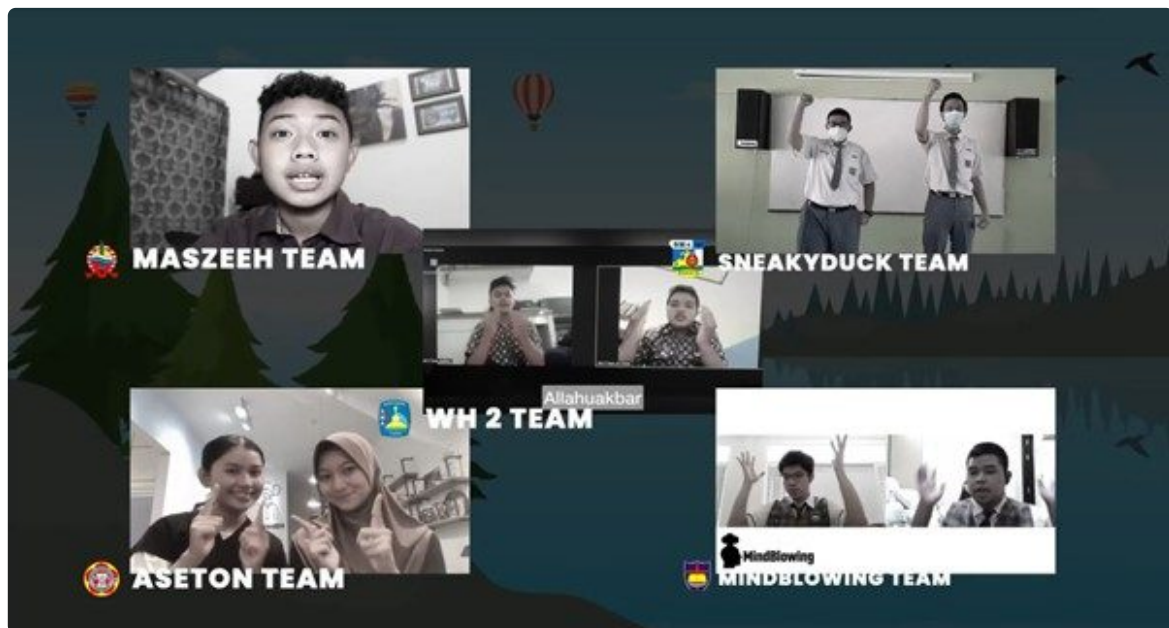 MASZEEH TEAM
SNEAKYDUCK TEAM
Allahuakbar
WH 2 TEAM
ASETON TEAM
MindBlowing
MINDBLOWING TEAM